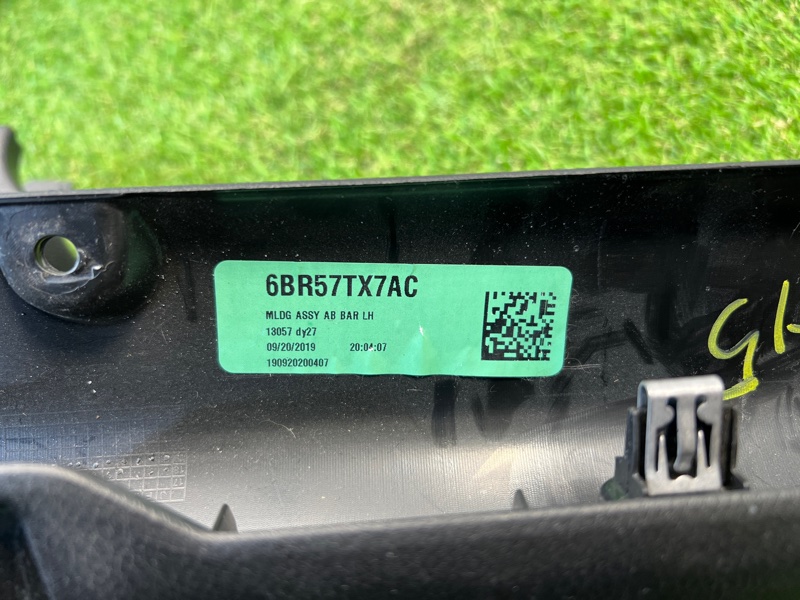 6BR57TX7AC
MLDG ASSY AB BAR LH
13057 dy27
09/20/2019 20:04:07
190920200407